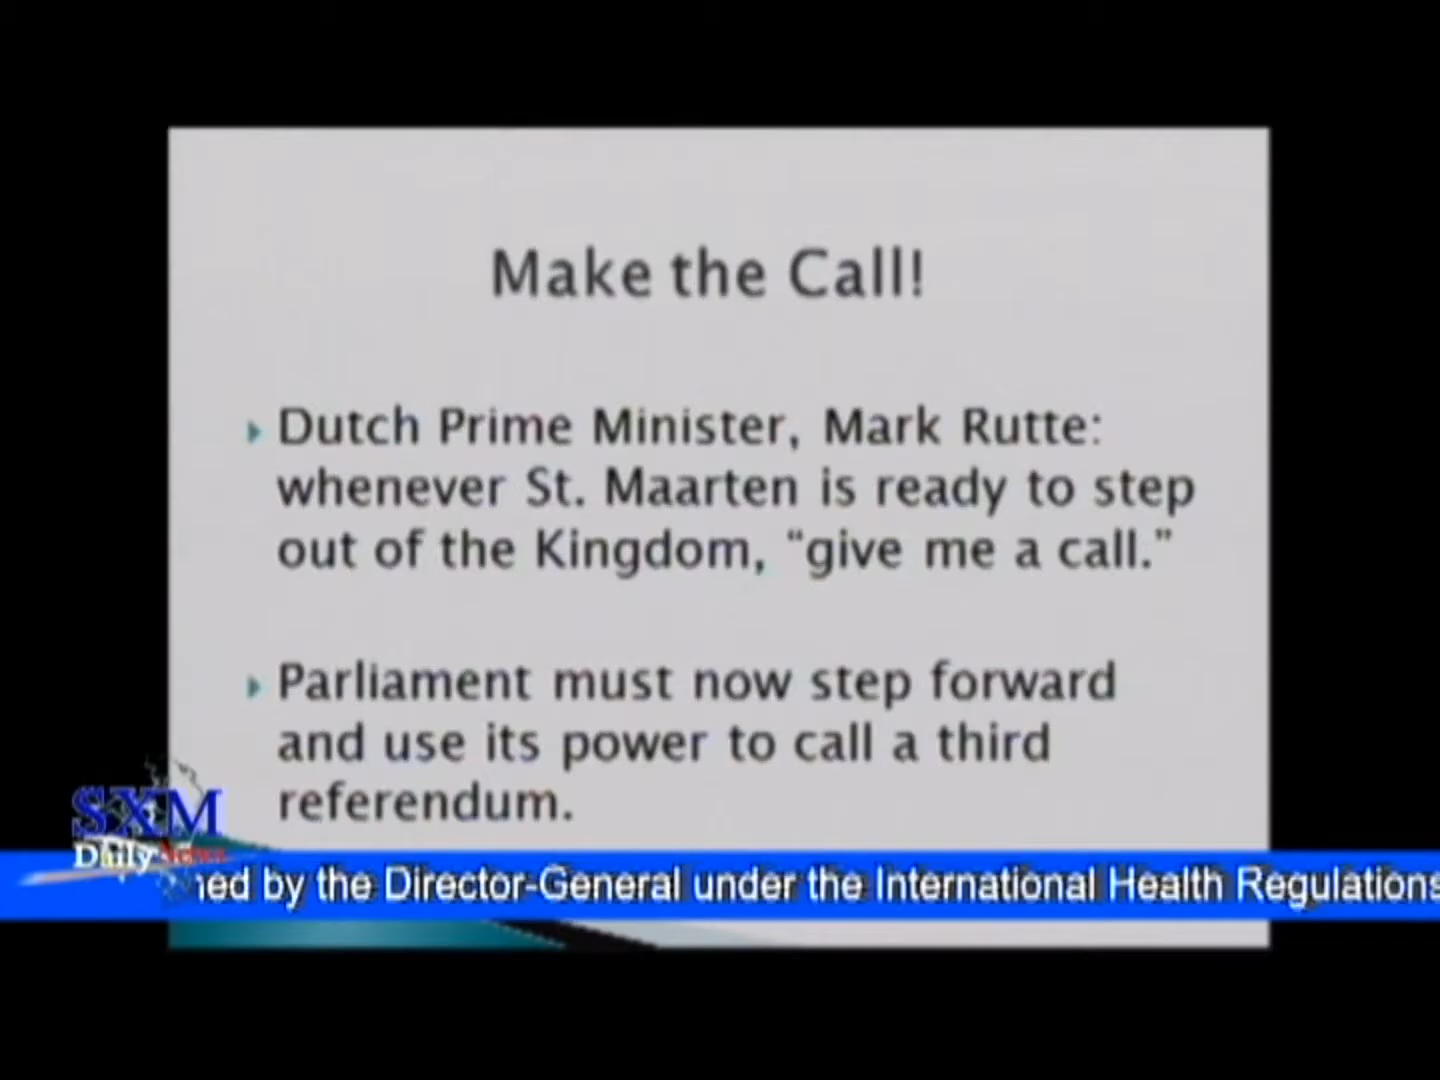 Make the Call!
Dutch Prime Minister, Mark Rutte:
whenever St. Maarten is ready to step
out of the Kingdom, “give me a call.”
Parliament must now step forward
and use its power to call a third
referendum.
SXM
Daily News
ned by the Director-General under the International Health Regulations